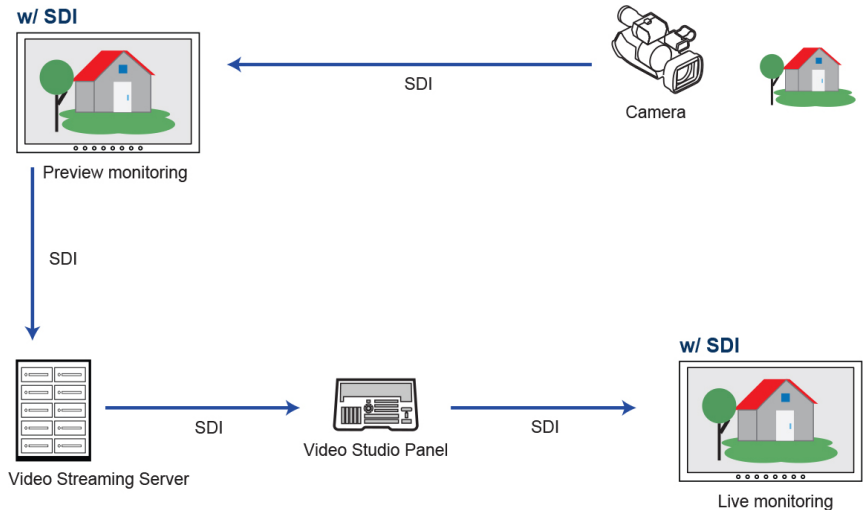 w/ SDI
SDI
Camera
Preview monitoring
SDI
w/ SDI
SDI
SDI
Video Studio Panel
Video Streaming Server
Live monitoring